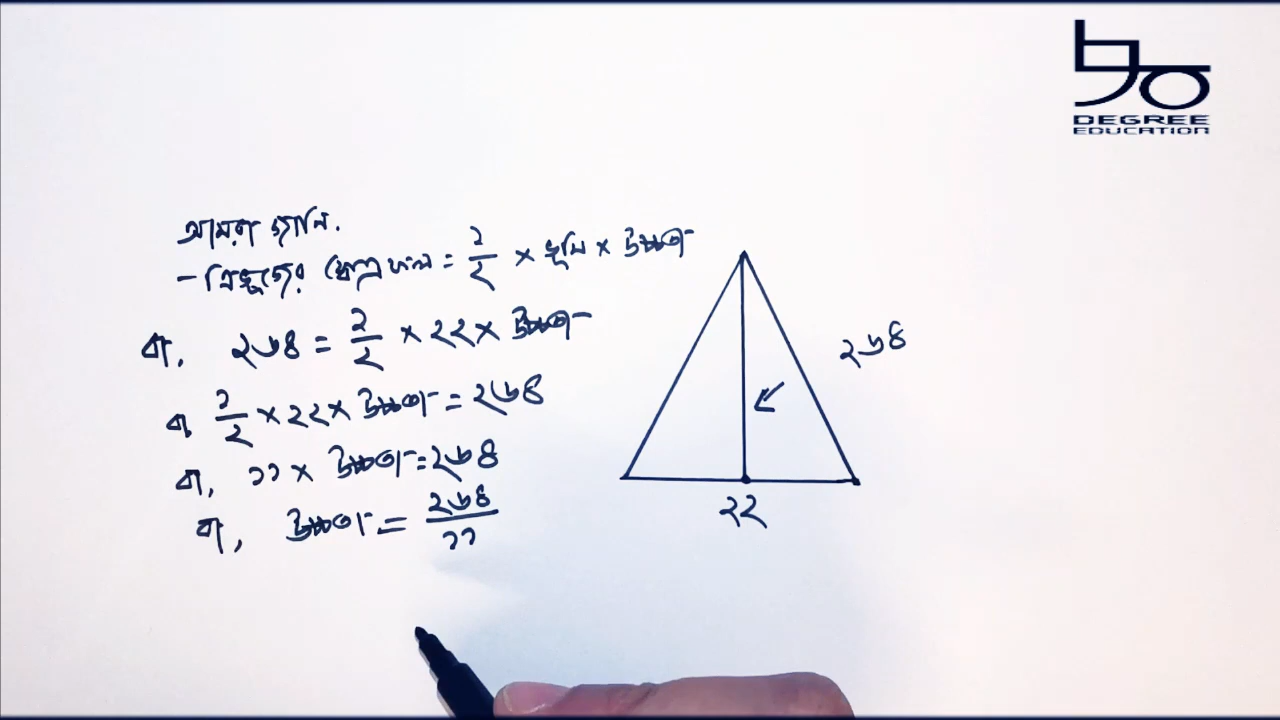 ১০
DEGREE
EDUCATION
আমরা জানি,
ত্রিভুজের ক্ষেত্রফল = ১/২ × ভূমি × উচ্চতা
বা, ২৬৪ = ১/২ × ২২ × উচ্চতা
বা ১/২ × ২২ × উচ্চতা = ২৬৪
বা, ১১ × উচ্চতা = ২৬৪
বা, উচ্চতা = ২৬৪/১১
২৬৪
২২